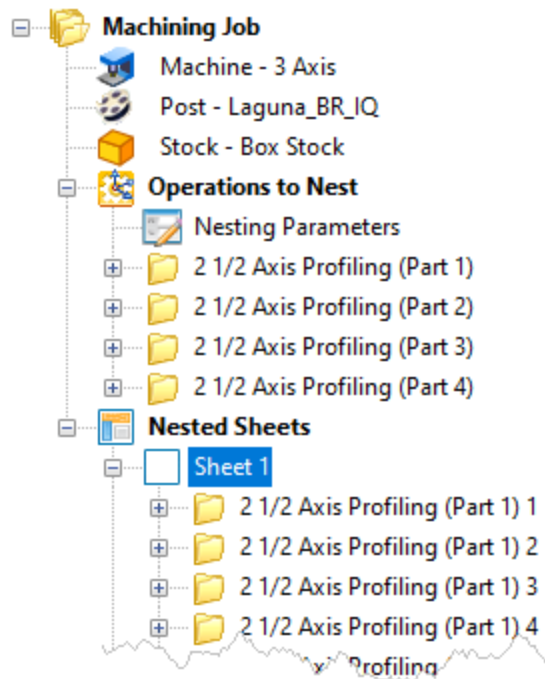 Machining Job
Machine - 3 Axis
Post - Laguna_BR_IQ
Stock - Box Stock
Operations to Nest
Nesting Parameters
2 1/2 Axis Profiling (Part 1)
2 1/2 Axis Profiling (Part 2)
2 1/2 Axis Profiling (Part 3)
2 1/2 Axis Profiling (Part 4)
Nested Sheets
Sheet 1
2 1/2 Axis Profiling (Part 1) 1
2 1/2 Axis Profiling (Part 1) 2
2 1/2 Axis Profiling (Part 1) 3
2 1/2 Axis Profiling (Part 1) 4
Profiling